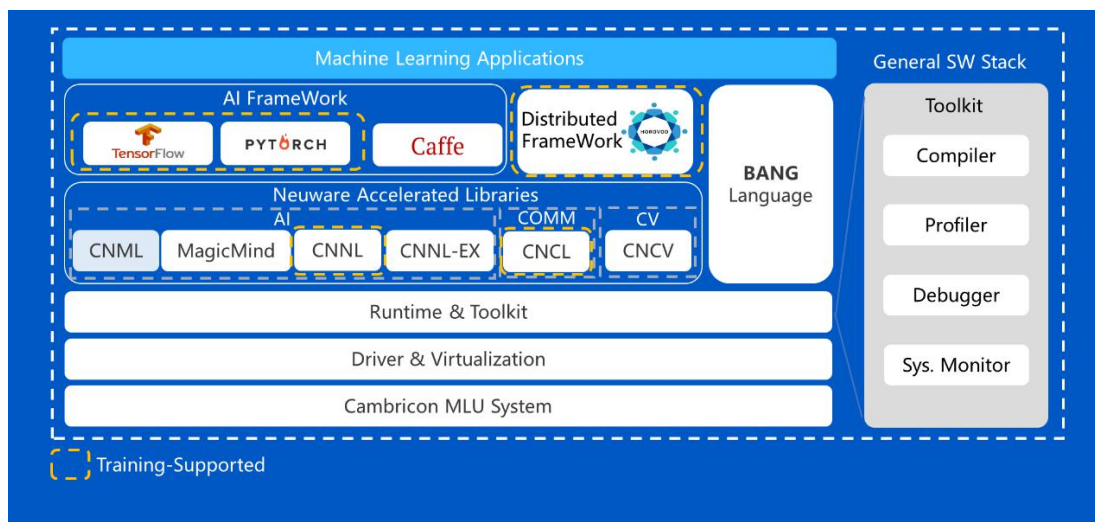 Machine Learning Applications
General SW Stack
AI FrameWork
TensorFlow
PYTORCH
Caffe
Distributed
FrameWork
HOROVOD
BANG
Language
Neuware Accelerated Libraries
AI
COMM
CV
CNML
MagicMind
CNNL
CNNL-EX
CNCL
CNCV
Runtime & Toolkit
Driver & Virtualization
Cambricon MLU System
Toolkit
Compiler
Profiler
Debugger
Sys. Monitor
Training-Supported